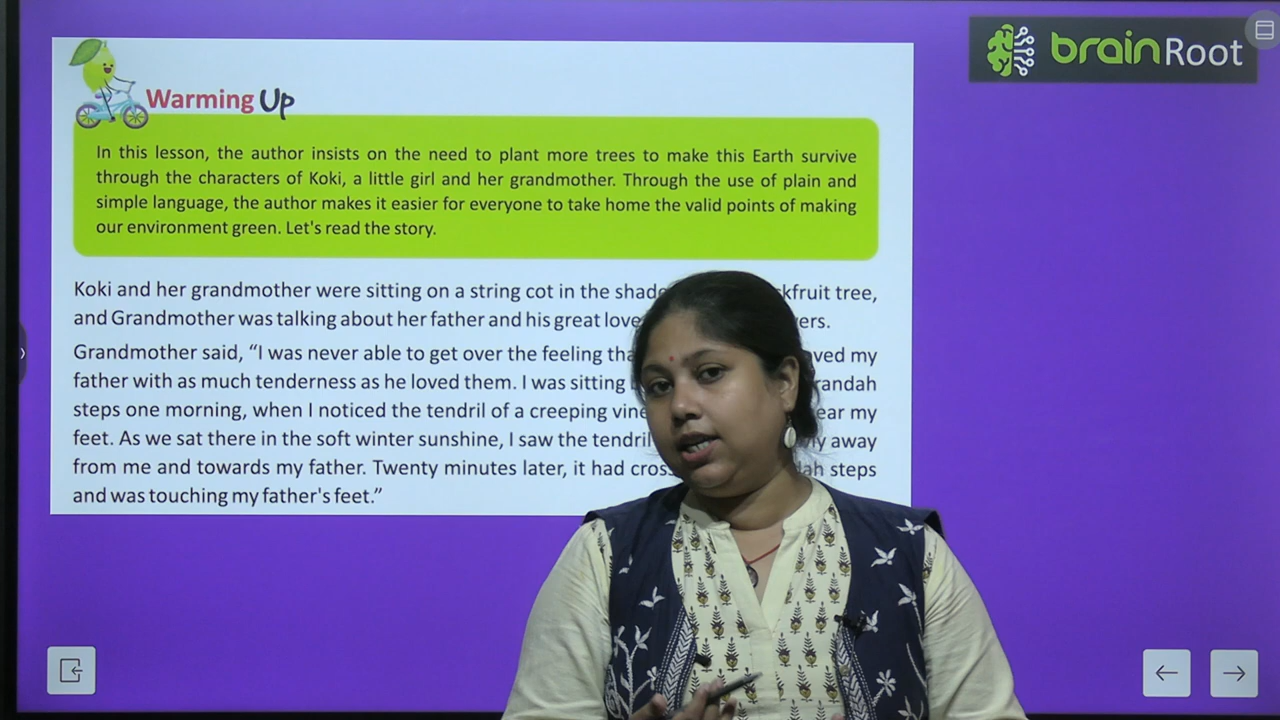 brainRoot
Warming Up
In this lesson, the author insists on the need to plant more trees to make this Earth survive
through the characters of Koki, a little girl and her grandmother. Through the use of plain and
simple language, the author makes it easier for everyone to take home the valid points of making
our environment green. Let's read the story.
Koki and her grandmother were sitting on a string cot in the kfruit tree,
and Grandmother was talking about her father and his great
Grandmother said, “I was never able to get over the feeling my
father with as much tenderness as he loved them. I was sitting
steps one morning, when I noticed the tendril of a creeping my
feet. As we sat there in the soft winter sunshine, I saw the tendril away
from me and towards my father. Twenty minutes later, it had steps
and was touching my father's feet.”